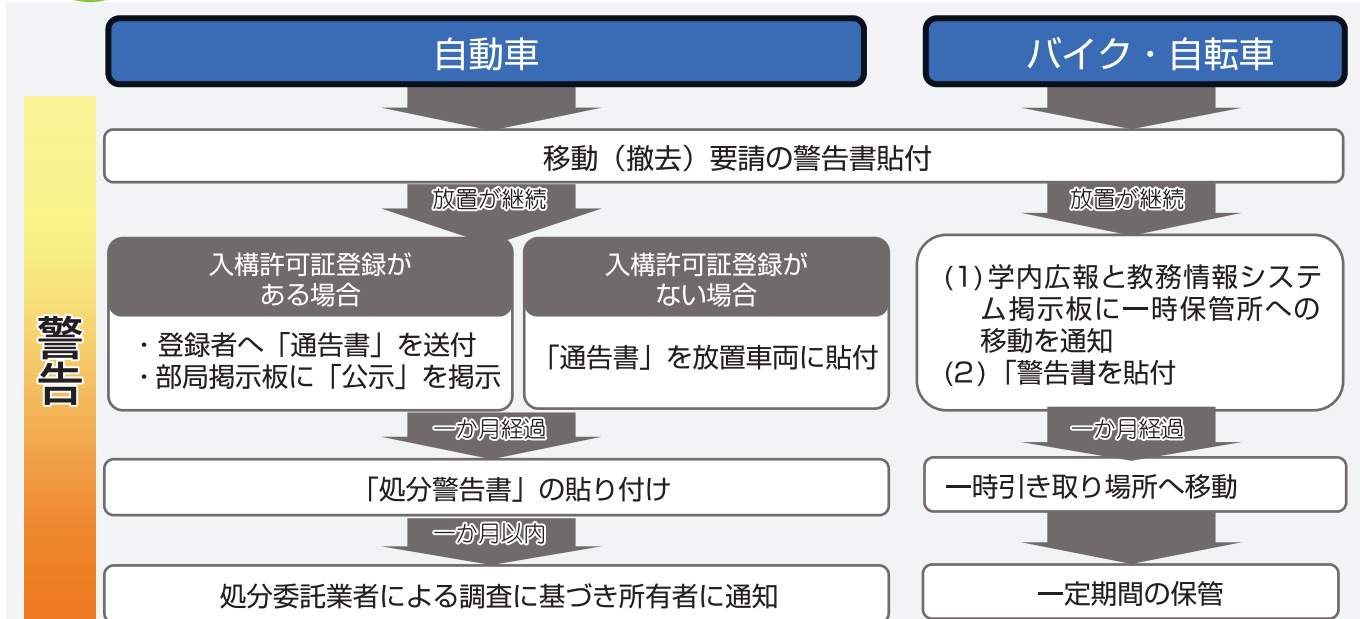 自動車
バイク・自転車
警告
移動（撤去）要請の警告書貼付
放置が継続
放置が継続
入構許可証登録が
ある場合
・登録者へ「通告書」を送付
・部局掲示板に「公示」を掲示
入構許可証登録が
ない場合
「通告書」を放置車両に貼付
(1)学内広報と教務情報システ
ム掲示板に一時保管所への
移動を通知
(2)「警告書を貼付
一か月経過
一か月経過
「処分警告書」の貼り付け
一時引き取り場所へ移動
一か月以内
処分委託業者による調査に基づき所有者に通知
一定期間の保管